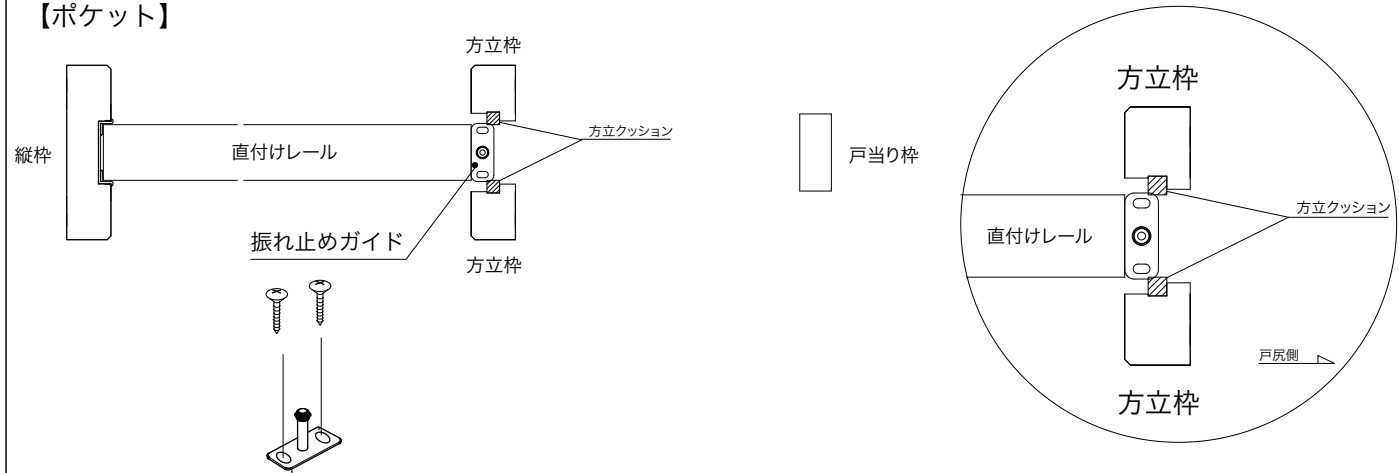 【ポケット】
方立枠
縦枠
直付けレール
方立クッション
戸当り枠
振れ止めガイド
方立枠
方立枠
直付けレール
方立クッション
戸尻側
方立枠